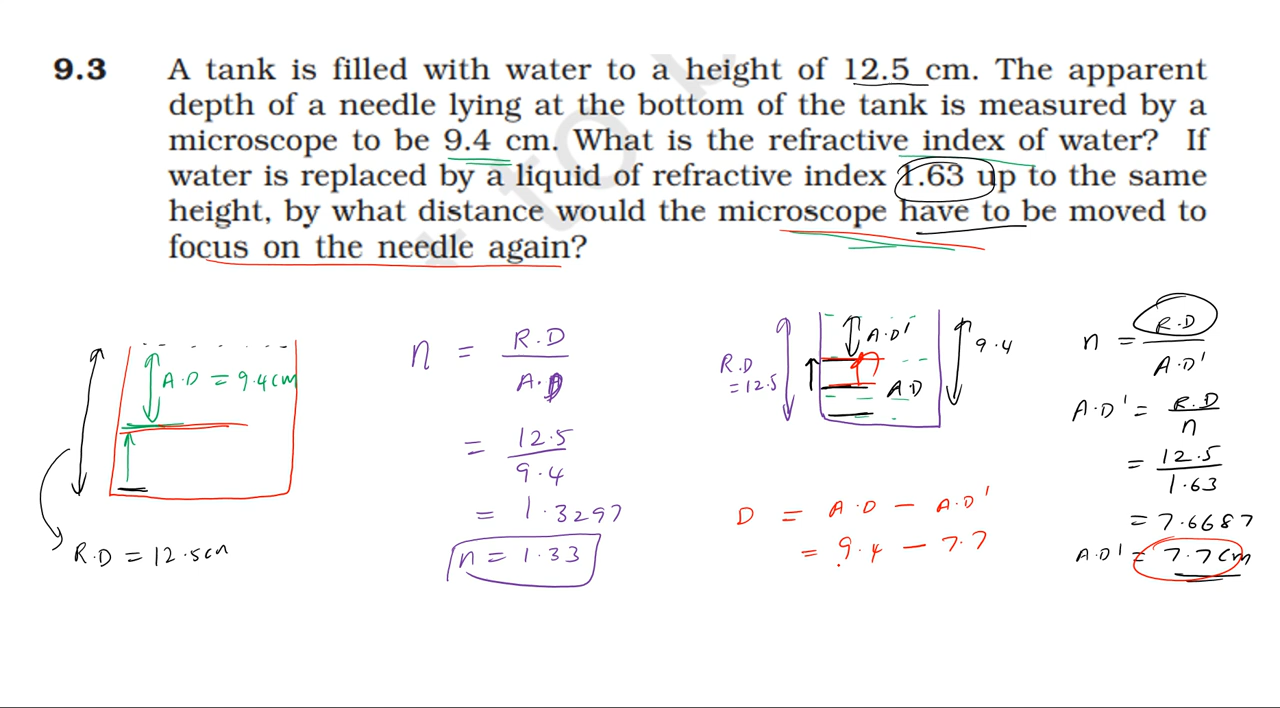 9.3 A tank is filled with water to a height of 12.5 cm. The apparent
depth of a needle lying at the bottom of the tank is measured by a
microscope to be 9.4 cm. What is the refractive index of water? If
water is replaced by a liquid of refractive index 1.63 up to the same
height, by what distance would the microscope have to be moved to
focus on the needle again?
A.D = 9.4cm
R.D = 12.5cm
n = R.D / A.D
= 12.5 / 9.4
= 1.3297
n = 1.33
R.D
= 12.5
A.D'
A.D
9.4
D = A.D - A.D'
= 9.4 - 7.7
n = R.D / A.D'
A.D' = R.D / n
= 12.5 / 1.63
= 7.6687
A.D' = 7.7cm